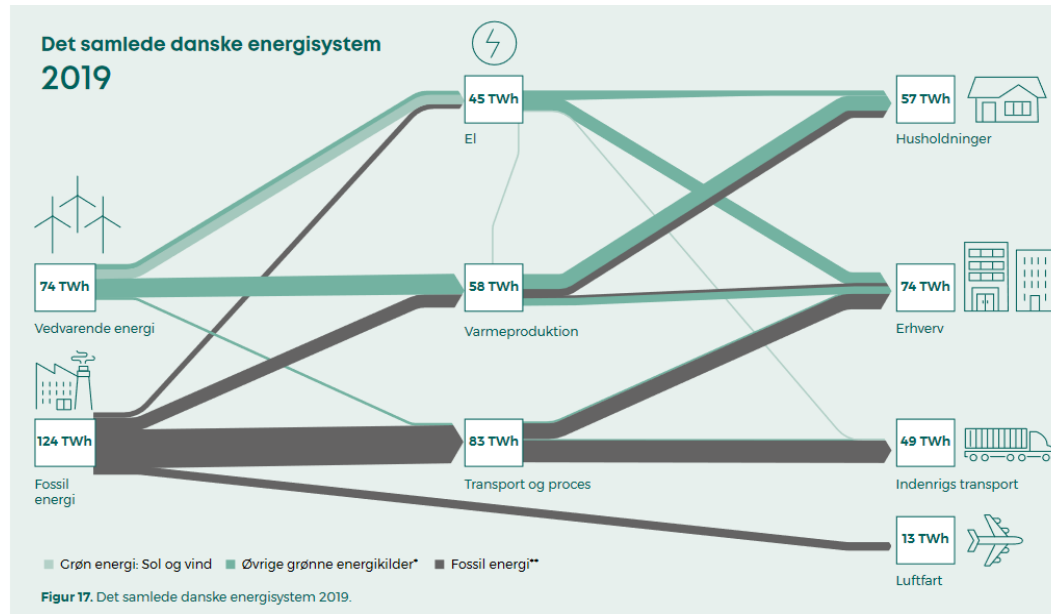 Det samlede danske energisystem
2019
45 TWh
El
57 TWh
Husholdninger
74 TWh
Vedvarende energi
58 TWh
Varmeproduktion
74 TWh
Erhverv
124 TWh
Fossil
energi
83 TWh
Transport og proces
49 TWh
Indenrigs transport
13 TWh
Luftfart
Grøn energi: Sol og vind
Øvrige grønne energikilder*
Fossil energi**
Figur 17. Det samlede danske energisystem 2019.